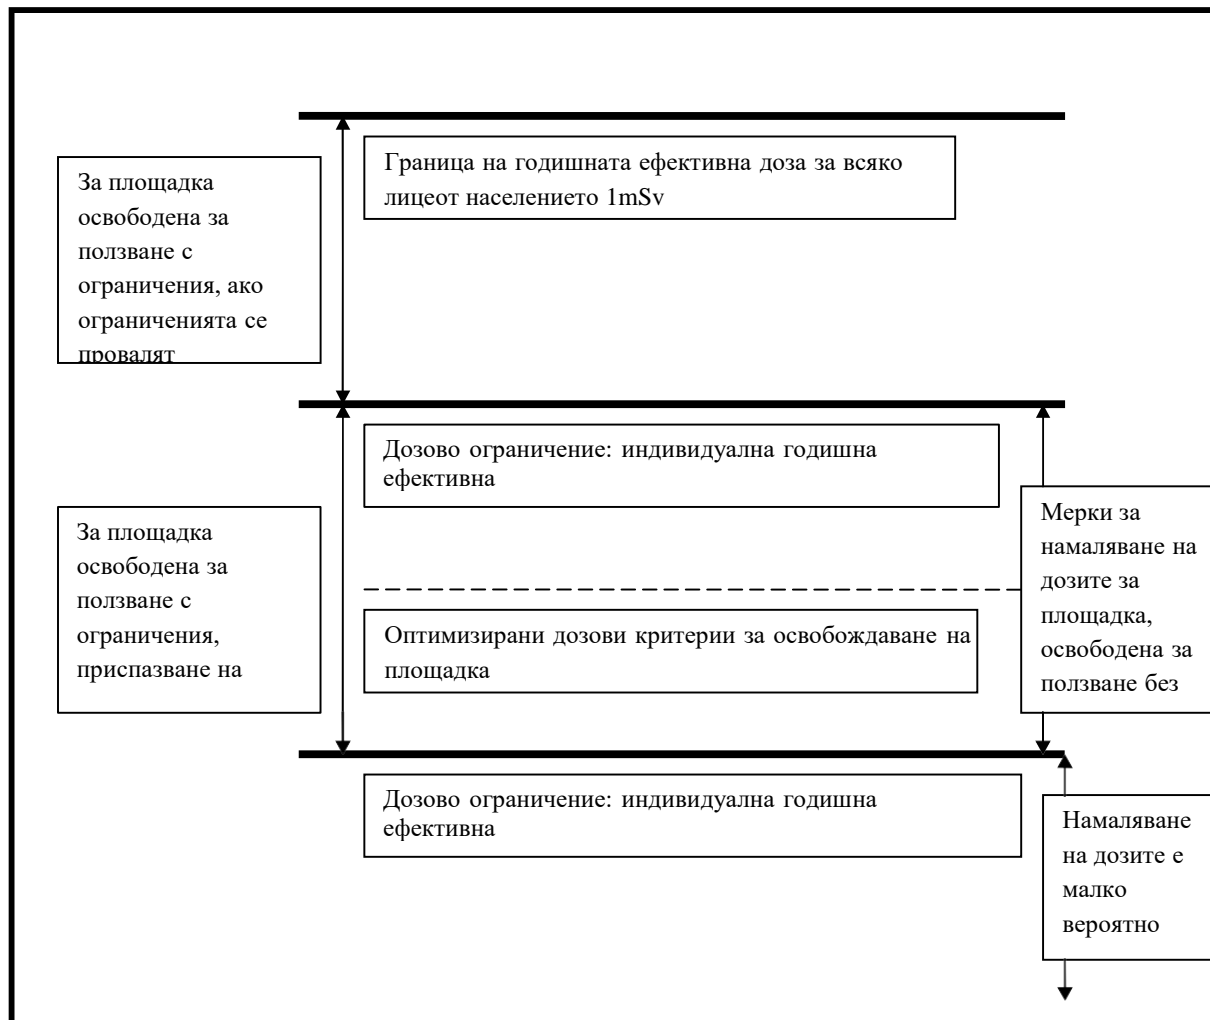 Граница на годишната ефективна доза за всяко
лицеот населението 1mSv
За площадка
освободена за
ползване с
ограничения, ако
ограниченията се
провалят
Дозово ограничение: индивидуална годишна
ефективна
За площадка
освободена за
ползване с
ограничения,
приспазване на
Мерки за
намаляване на
дозите за
площадка,
освободена за
ползване без
Оптимизирани дозови критерии за освобождаване на
площадка
Дозово ограничение: индивидуална годишна
ефективна
Намаляване
на дозите е
малко
вероятно